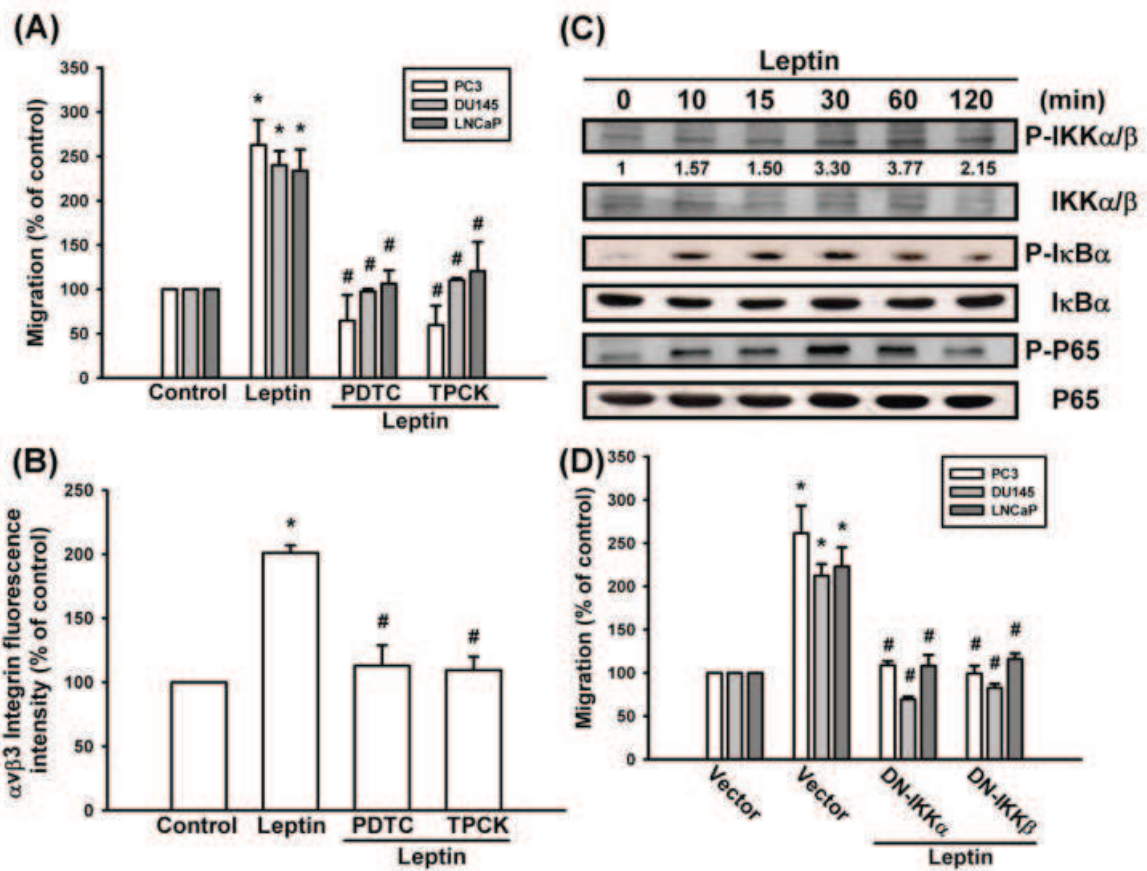 (A)
Migration (% of control)
350
300
250
200
150
100
50
0
PC3
DU145
LNCaP
*
* *
# # #
# # #
Control Leptin PDTC TPCK
Leptin
(B)
αvβ3 Integrin fluorescence
intensity (% of control)
250
200
150
100
50
0
*
# #
Control Leptin PDTC TPCK
Leptin
(C)
Leptin
0 10 15 30 60 120 (min)
P-IKKα/β
1 1.57 1.50 3.30 3.77 2.15
IKKα/β
P-IκBα
IκBα
P-P65
P65
(D)
Migration (% of control)
350
300
250
200
150
100
50
0
PC3
DU145
LNCaP
*
* *
# # #
# # #
Vector Vector DN-IKKα DN-IKKβ
Leptin